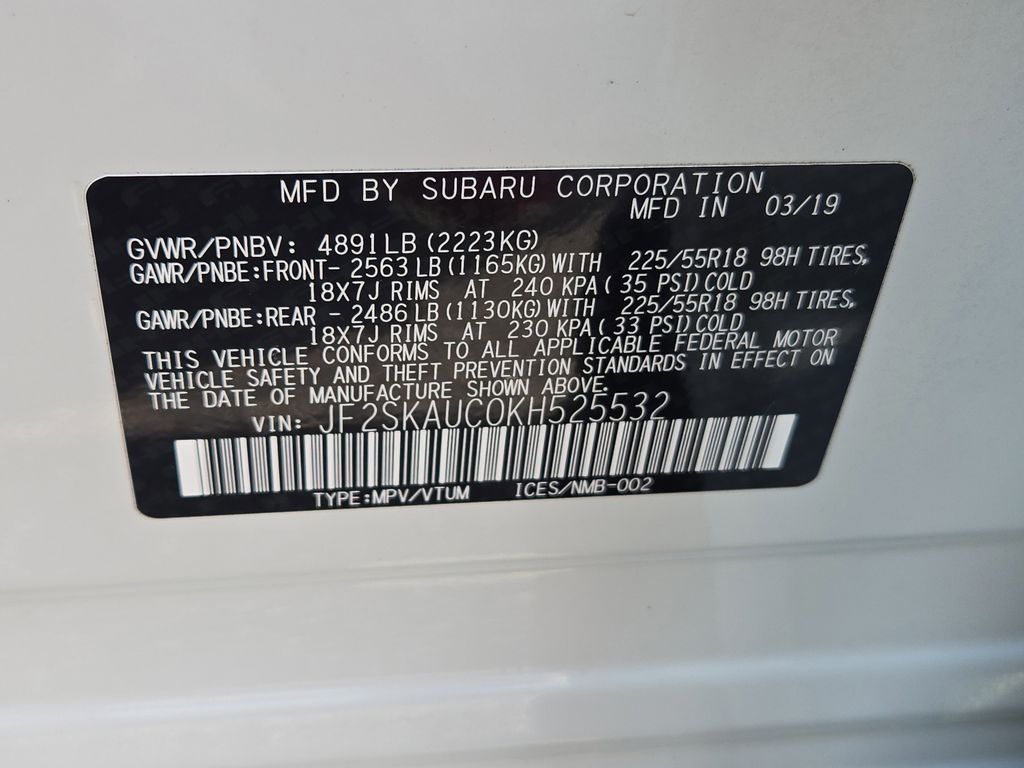 MFD BY SUBARU CORPORATION
MFD IN 03/19
GVWR/PNBV: 4891LB (2223KG)
GAWR/PNBE:FRONT- 2563 LB (1165KG) WITH 225/55R18 98H TIRES,
18X7J RIMS AT 240 KPA ( 35 PSI) COLD
GAWR/PNBE:REAR - 2486 LB (1130KG) WITH 225/55R18 98H TIRES,
18X7J RIMS AT 230 KPA ( 33 PSI) COLD
THIS VEHICLE CONFORMS TO ALL APPLICABLE FEDERAL MOTOR
VEHICLE SAFETY AND THEFT PREVENTION STANDARDS IN EFFECT ON
THE DATE OF MANUFACTURE SHOWN ABOVE.
VIN: JF2SKAUC0KH525532
TYPE:MPV/VTUM ICES/NMB-002